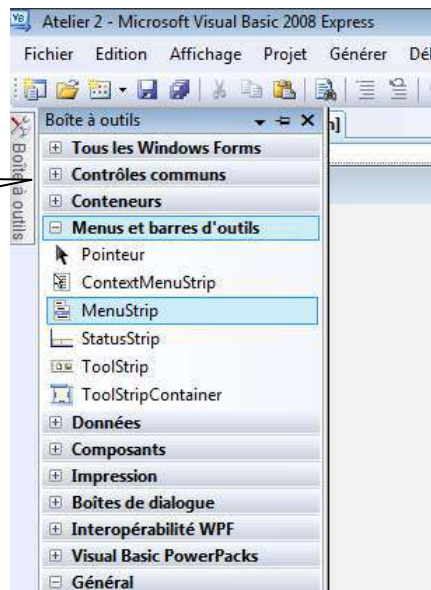 Atelier 2 - Microsoft Visual Basic 2008 Express
Fichier Edition Affichage Projet Générer
Boîte à outils
Boîte à outils
Tous les Windows Forms
Contrôles communs
Conteneurs
Menus et barres d'outils
Pointeur
ContextMenuStrip
MenuStrip
StatusStrip
ToolStrip
ToolStripContainer
Données
Composants
Impression
Boîtes de dialogue
Interopérabilité WPF
Visual Basic PowerPacks
Général